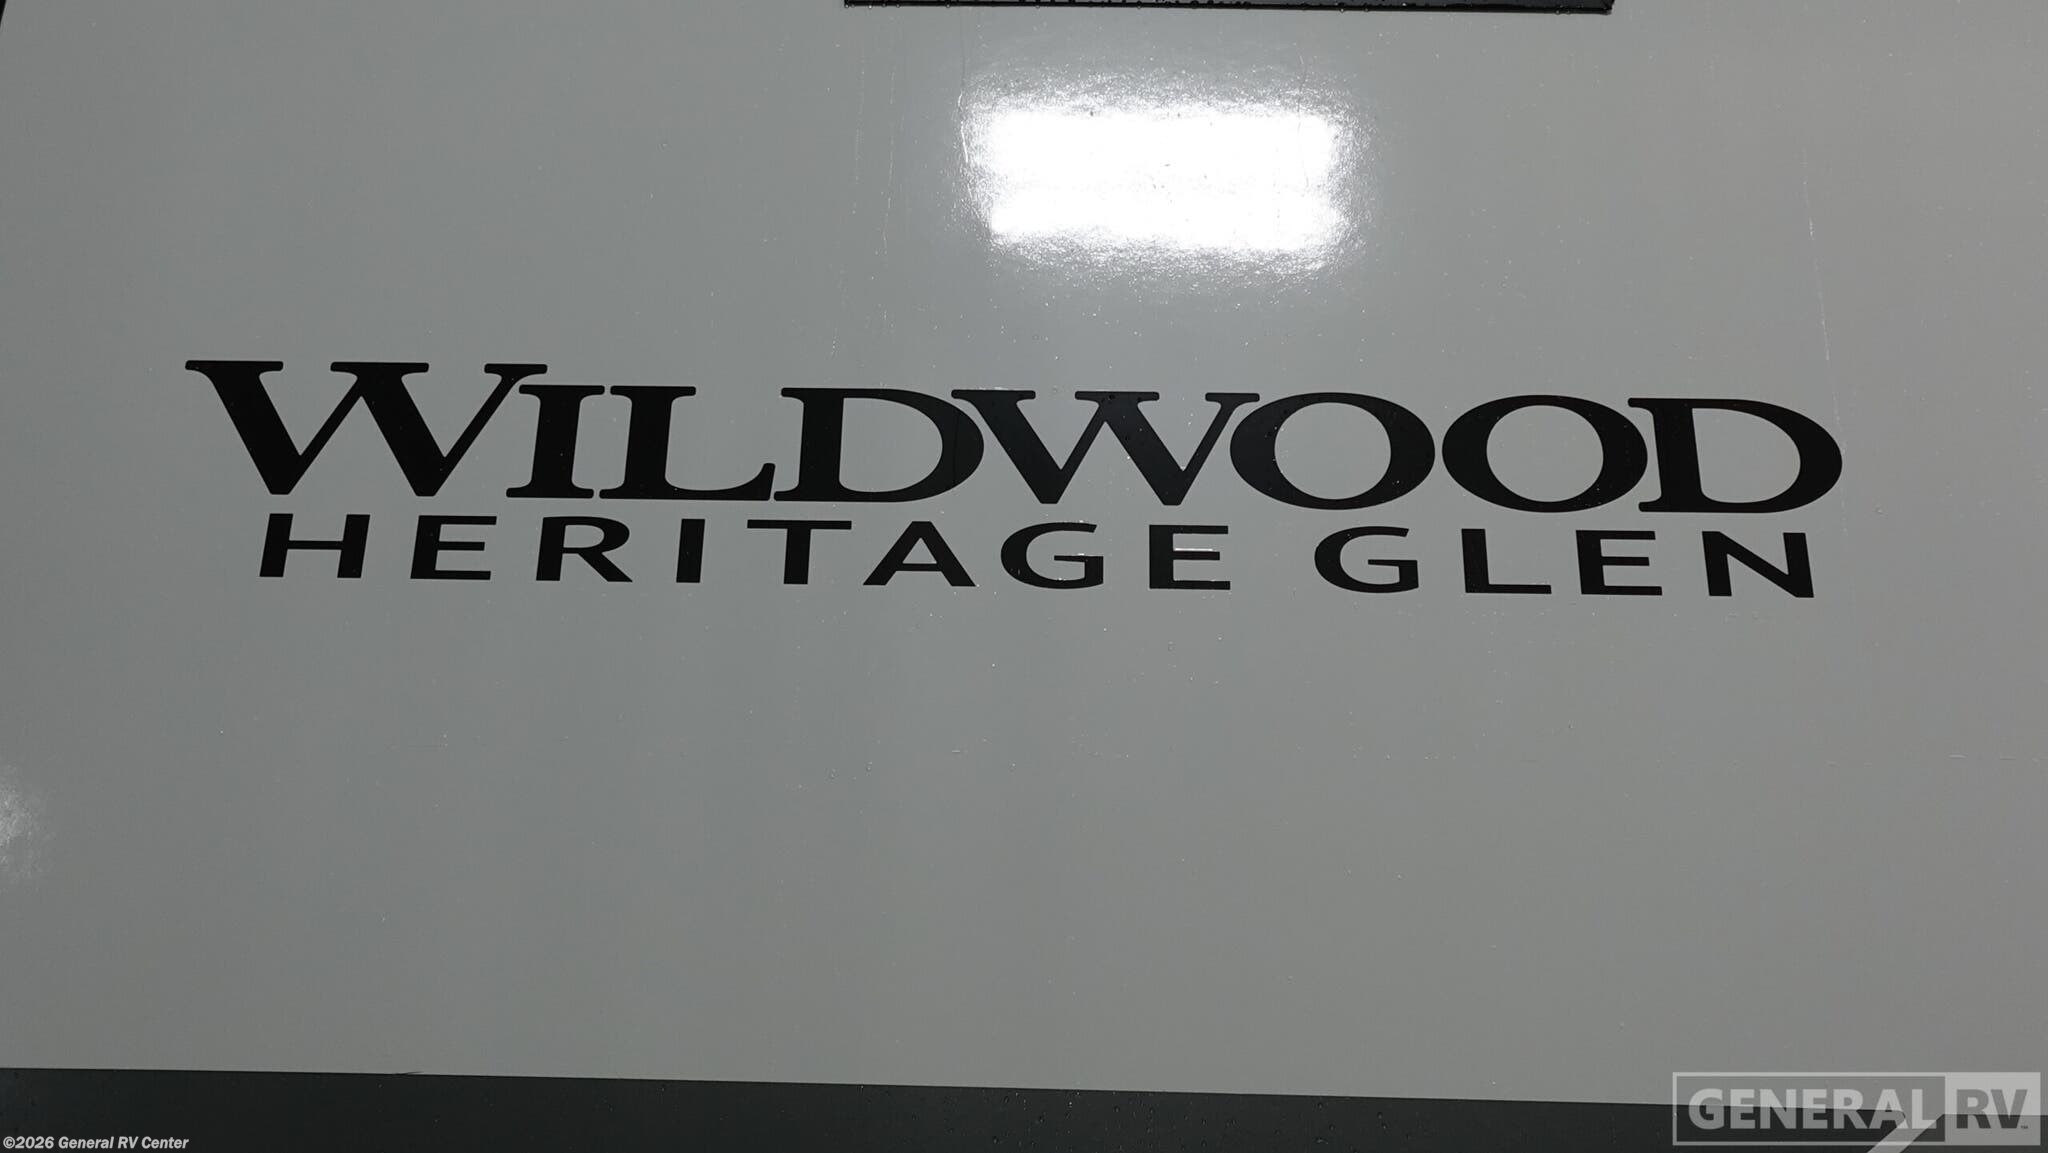 WILDWOOD
HERITAGE GLEN
GENERAL RV
©2026 General RV Center